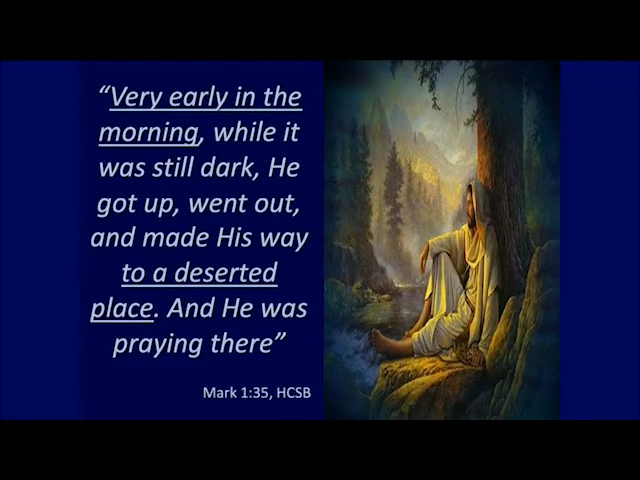 “Very early in the
morning, while it
was still dark, He
got up, went out,
and made His way
to a deserted
place. And He was
praying there”
Mark 1:35, HCSB